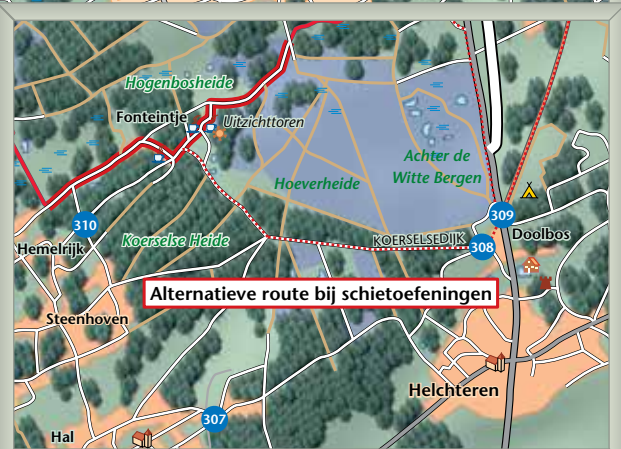 Hogenbosheide
Fonteintje
Uitzichttoren
Achter de
Witte Bergen
Hoeverheide
309
310
Koerselse Heide
KOERSELSEDIJK
308
Doolbos
Hemelrijk
Alternatieve route bij schietoefeningen
Steenhoven
Helchteren
307
Hal